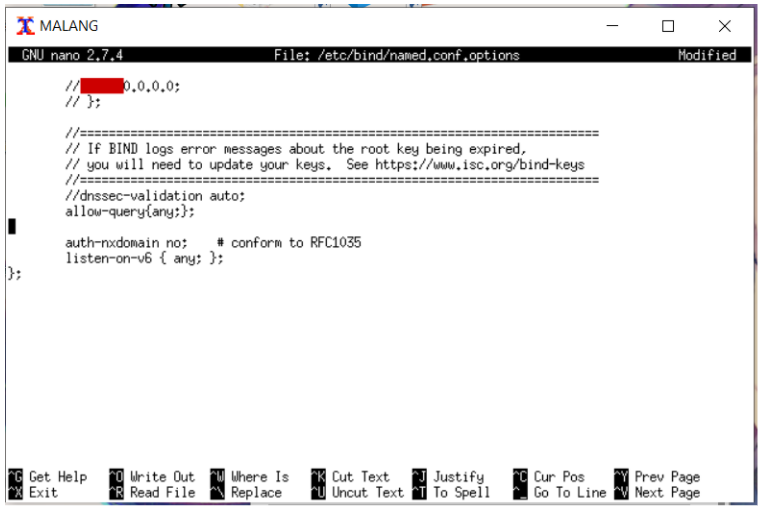 MALANG
GNU nano 2.7.4 File: /etc/bind/named.conf.options Modified
// 0.0.0.0;
// };
//========================================================================
// If BIND logs error messages about the root key being expired,
// you will need to update your keys. See https://www.isc.org/bind-keys
//========================================================================
//dnssec-validation auto;
allow-query{any;};
auth-nxdomain no; # conform to RFC1035
listen-on-v6 { any; };
};
^G Get Help ^O Write Out ^W Where Is ^K Cut Text ^J Justify ^C Cur Pos ^Y Prev Page
^X Exit ^R Read File ^\ Replace ^U Uncut Text ^T To Spell ^_ Go To Line ^V Next Page